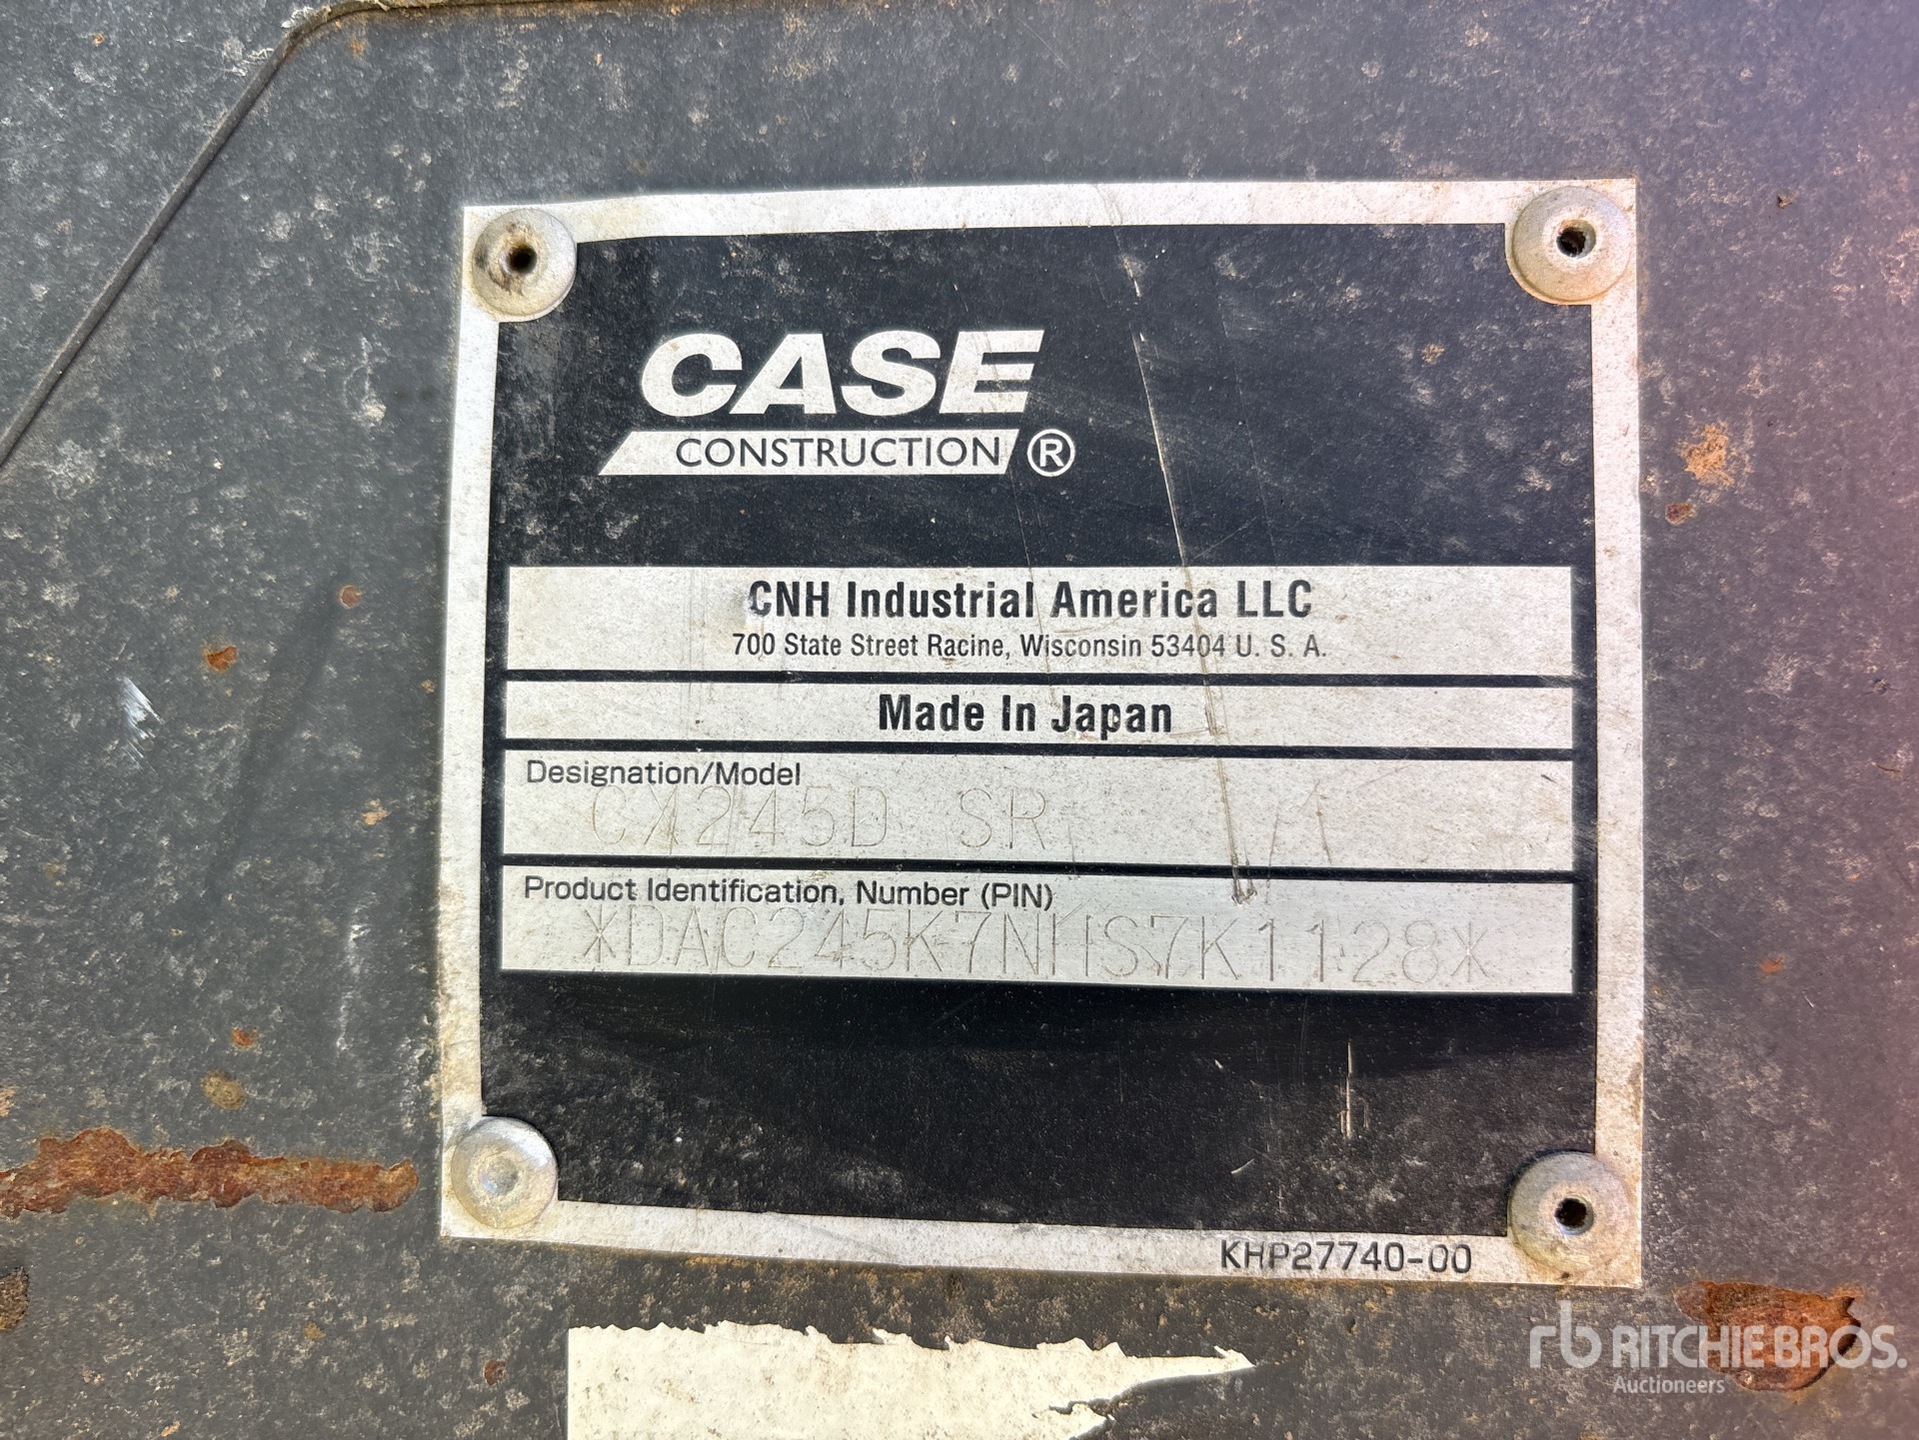 CASE
CONSTRUCTION ®
CNH Industrial America LLC
700 State Street Racine, Wisconsin 53404 U. S. A.
Made In Japan
Designation/Model
CX245D SR
Product Identification, Number (PIN)
*DAC245K7NHS7K1128*
KHP27740-00
rb RITCHIE BROS.
Auctioneers